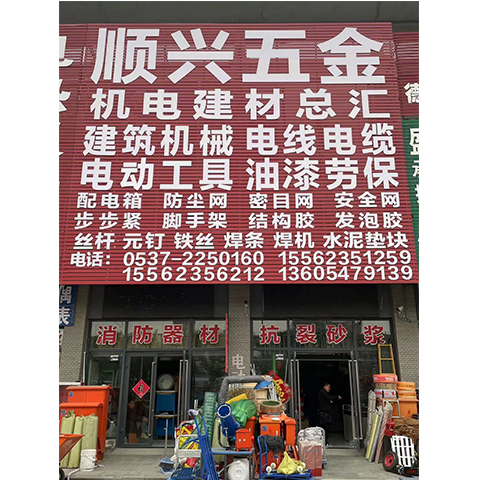 顺兴五金
机电建材总汇
建筑机械 电线电缆
电动工具 油漆劳保
配电箱 防尘网 密目网 安全网
步步紧 脚手架 结构胶 发泡胶
丝杆 元钉 铁丝 焊条 焊机 水泥垫块
电话: 0537-2250160 15562351259
15562356212 13605479139
消防器材 抗裂砂浆
电动